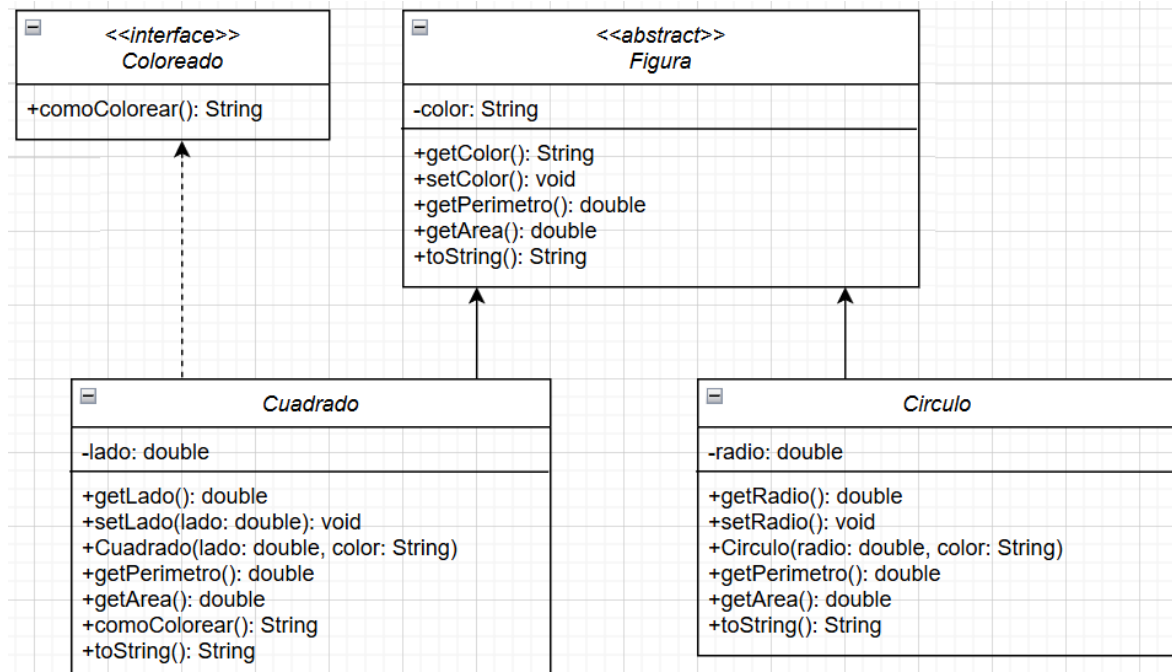 <<interface>>
Coloreado
+comoColorear(): String
<<abstract>>
Figura
-color: String
+getColor(): String
+setColor(): void
+getPerimetro(): double
+getArea(): double
+toString(): String
Cuadrado
-lado: double
+getLado(): double
+setLado(lado: double): void
+Cuadrado(lado: double, color: String)
+getPerimetro(): double
+getArea(): double
+comoColorear(): String
+toString(): String
Circulo
-radio: double
+getRadio(): double
+setRadio(): void
+Circulo(radio: double, color: String)
+getPerimetro(): double
+getArea(): double
+toString(): String